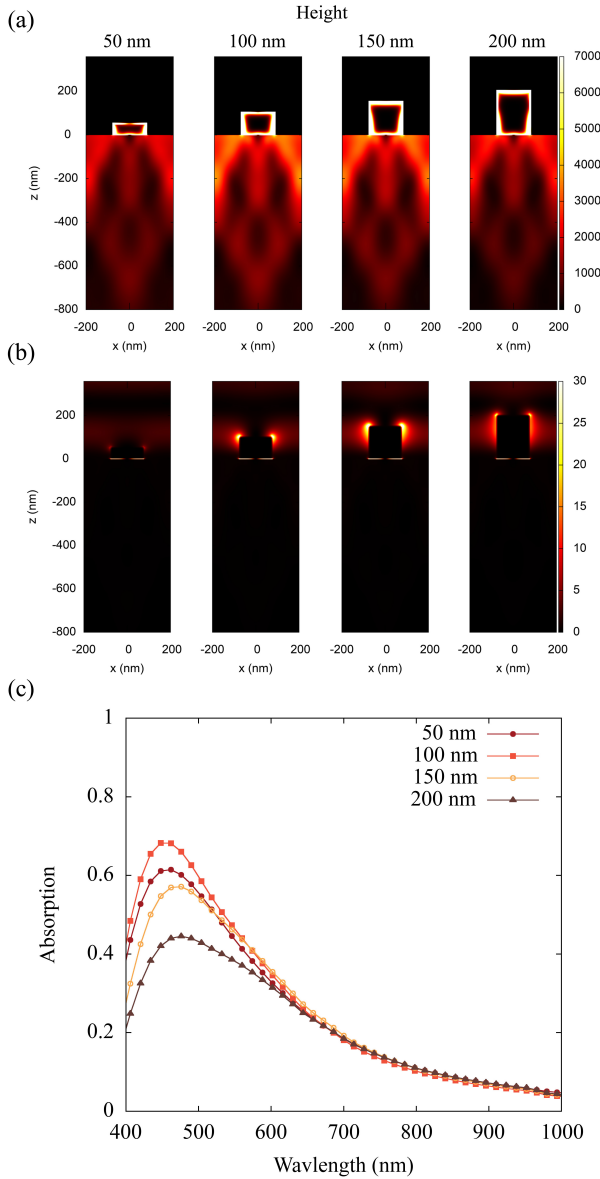 (a)
Height
50 nm 100 nm 150 nm 200 nm
200
0
-200
-400
-600
-800
z (nm)
7000
6000
5000
4000
3000
2000
1000
0
-200 0 200 -200 0 200 -200 0 200 -200 0 200
x (nm) x (nm) x (nm) x (nm)
(b)
200
0
-200
-400
-600
-800
z (nm)
30
25
20
15
10
5
0
-200 0 200 -200 0 200 -200 0 200 -200 0 200
x (nm) x (nm) x (nm) x (nm)
(c)
1
0.8
0.6
0.4
0.2
0
Absorption
50 nm
100 nm
150 nm
200 nm
400 500 600 700 800 900 1000
Wavlength (nm)